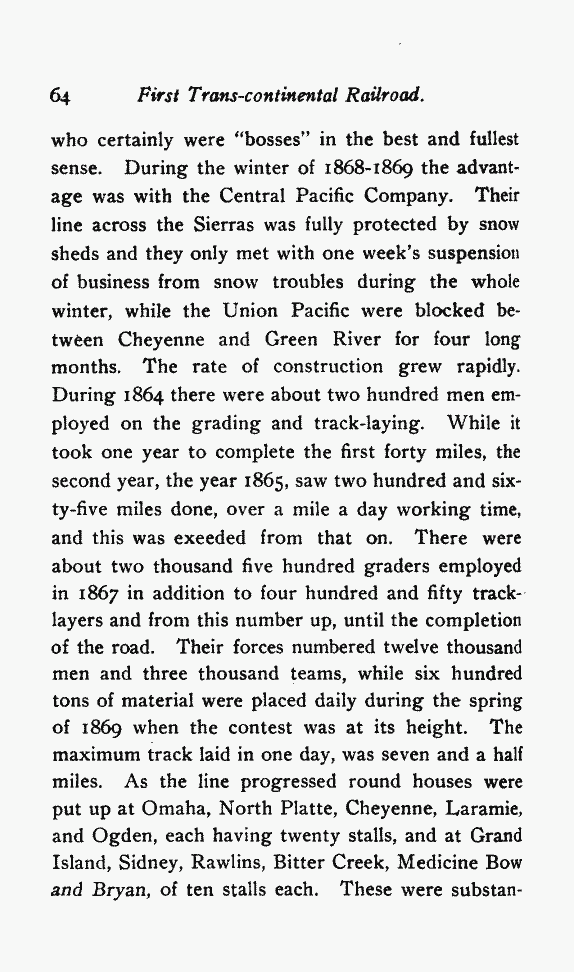 64 First Trans-continental Railroad.
who certainly were "bosses" in the best and fullest
sense. During the winter of 1868-1869 the advant-
age was with the Central Pacific Company. Their
line across the Sierras was fully protected by snow
sheds and they only met with one week's suspension
of business from snow troubles during the whole
winter, while the Union Pacific were blocked be-
tween Cheyenne and Green River for four long
months. The rate of construction grew rapidly.
During 1864 there were about two hundred men em-
ployed on the grading and track-laying. While it
took one year to complete the first forty miles, the
second year, the year 1865, saw two hundred and six-
ty-five miles done, over a mile a day working time,
and this was exeeded from that on. There were
about two thousand five hundred graders employed
in 1867 in addition to four hundred and fifty track-
layers and from this number up, until the completion
of the road. Their forces numbered twelve thousand
men and three thousand teams, while six hundred
tons of material were placed daily during the spring
of 1869 when the contest was at its height. The
maximum track laid in one day, was seven and a half
miles. As the line progressed round houses were
put up at Omaha, North Platte, Cheyenne, Laramie,
and Ogden, each having twenty stalls, and at Grand
Island, Sidney, Rawlins, Bitter Creek, Medicine Bow
and Bryan, of ten stalls each. These were substan-